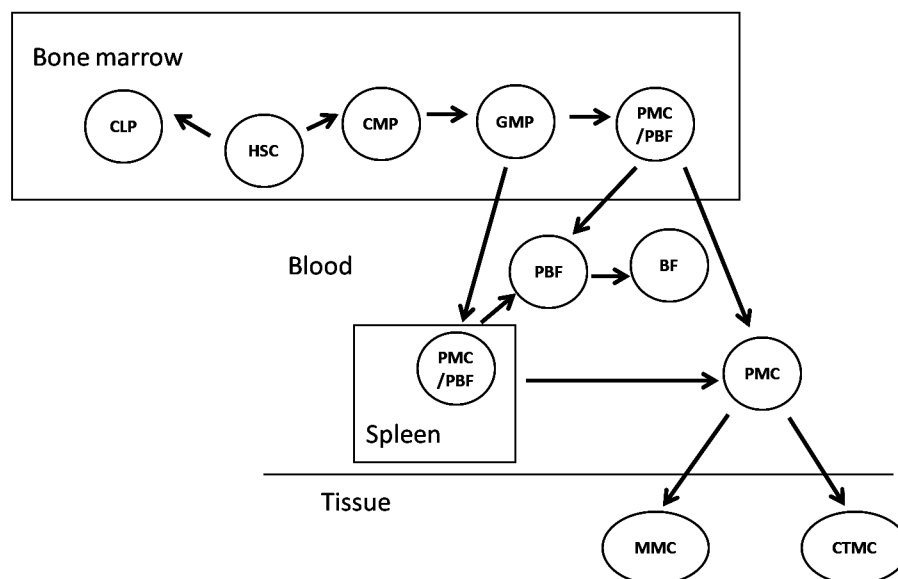 Bone marrow
CLP
HSC
CMP
GMP
PMC
/PBF
Blood
PBF
BF
PMC
/PBF
Spleen
PMC
Tissue
MMC
CTMC